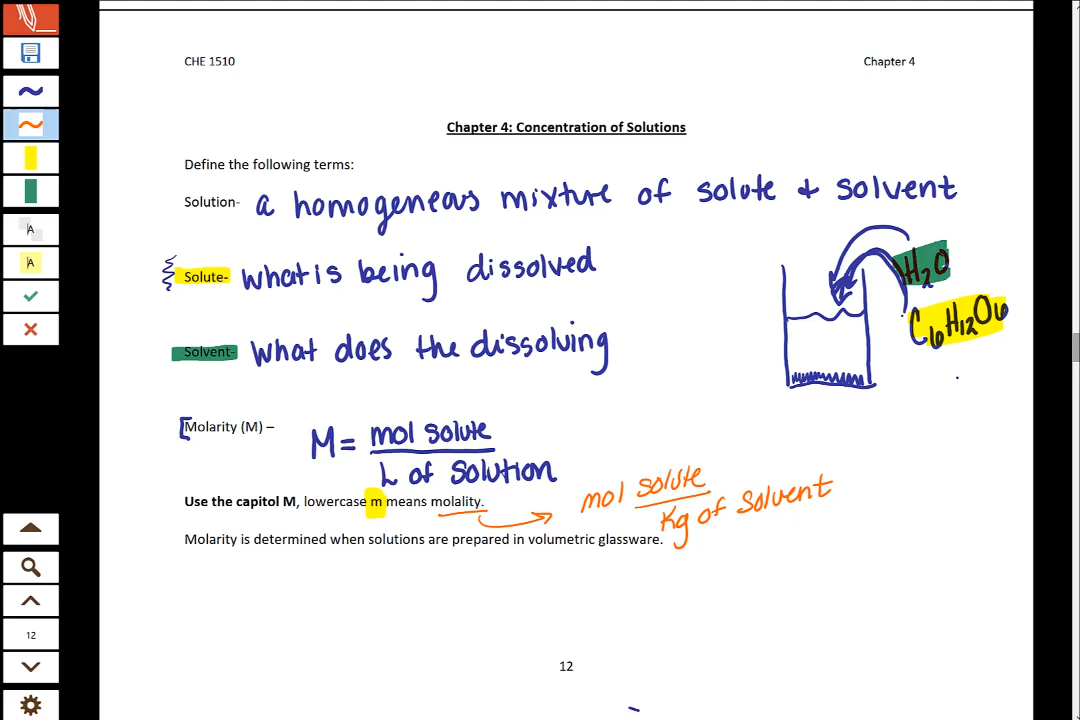 CHE 1510 Chapter 4
Chapter 4: Concentration of Solutions
Define the following terms:
Solution- a homogeneous mixture of solute + solvent
Solute- What is being dissolved
H2O
C6H12O6
Solvent- What does the dissolving
Molarity (M) – M = mol solute
L of solution
Use the capitol M, lowercase m means molality.
mol solute
Kg of solvent
Molarity is determined when solutions are prepared in volumetric glassware.
12
12
A
A